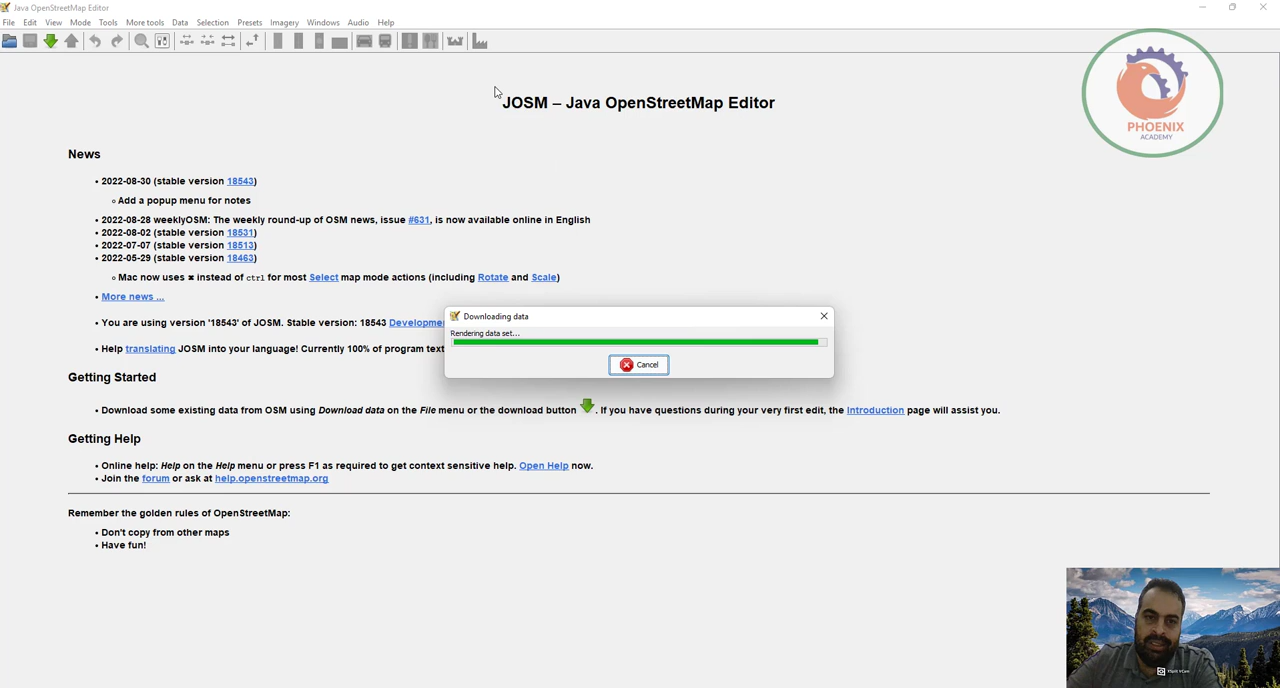 Java OpenStreetMap Editor
File Edit View Mode Tools More tools Data Selection Presets Imagery Windows Audio Help
JOSM – Java OpenStreetMap Editor
PHOENIX
ACADEMY
News
• 2022-08-30 (stable version 18543)
Add a popup menu for notes
• 2022-08-28 weeklyOSM: The weekly round-up of OSM news, issue #631, is now available online in English
• 2022-08-02 (stable version 18531)
• 2022-07-07 (stable version 18513)
• 2022-05-29 (stable version 18463)
Mac now uses ⌘ instead of ctrl for most Select map mode actions (including Rotate and Scale)
• More news ...
• You are using version '18543' of JOSM. Stable version: 18543 Developmen
• Help translating JOSM into your language! Currently 100% of program text
Downloading data
Rendering data set...
Cancel
Getting Started
• Download some existing data from OSM using Download data on the File menu or the download button . If you have questions during your very first edit, the Introduction page will assist you.
Getting Help
• Online help: Help on the Help menu or press F1 as required to get context sensitive help. Open Help now.
• Join the forum or ask at help.openstreetmap.org
Remember the golden rules of OpenStreetMap:
• Don't copy from other maps
• Have fun!
XSplit VCam